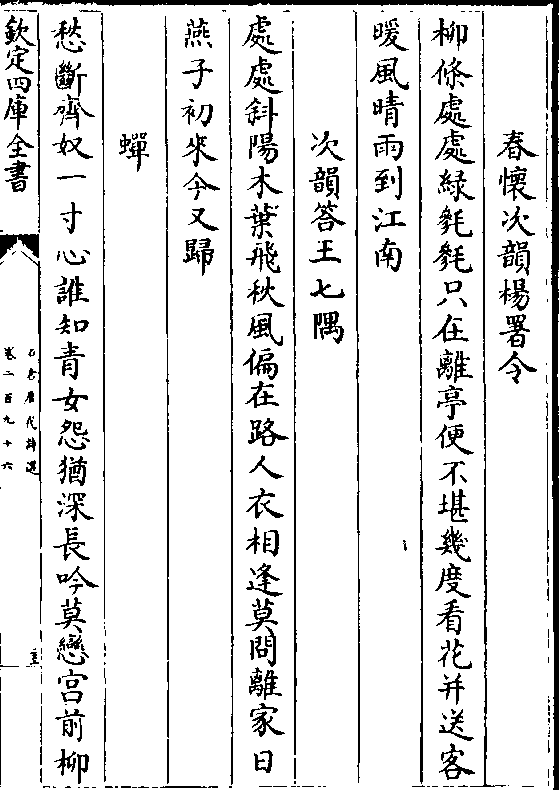 春懷次韻楊署令
柳條處處緑毿毿只在離亭便不堪幾度看花并送客
暖風晴雨到江南
次韻答王七隅
處處斜陽木葉飛秋風偏在路人衣相逢莫問離家日
燕子初來今又歸
蟬
愁斷齊奴一寸心誰知青女怨猶深長吟莫戀宫前柳
欽定四庫全書
石倉歴代詩選
卷二百九十六